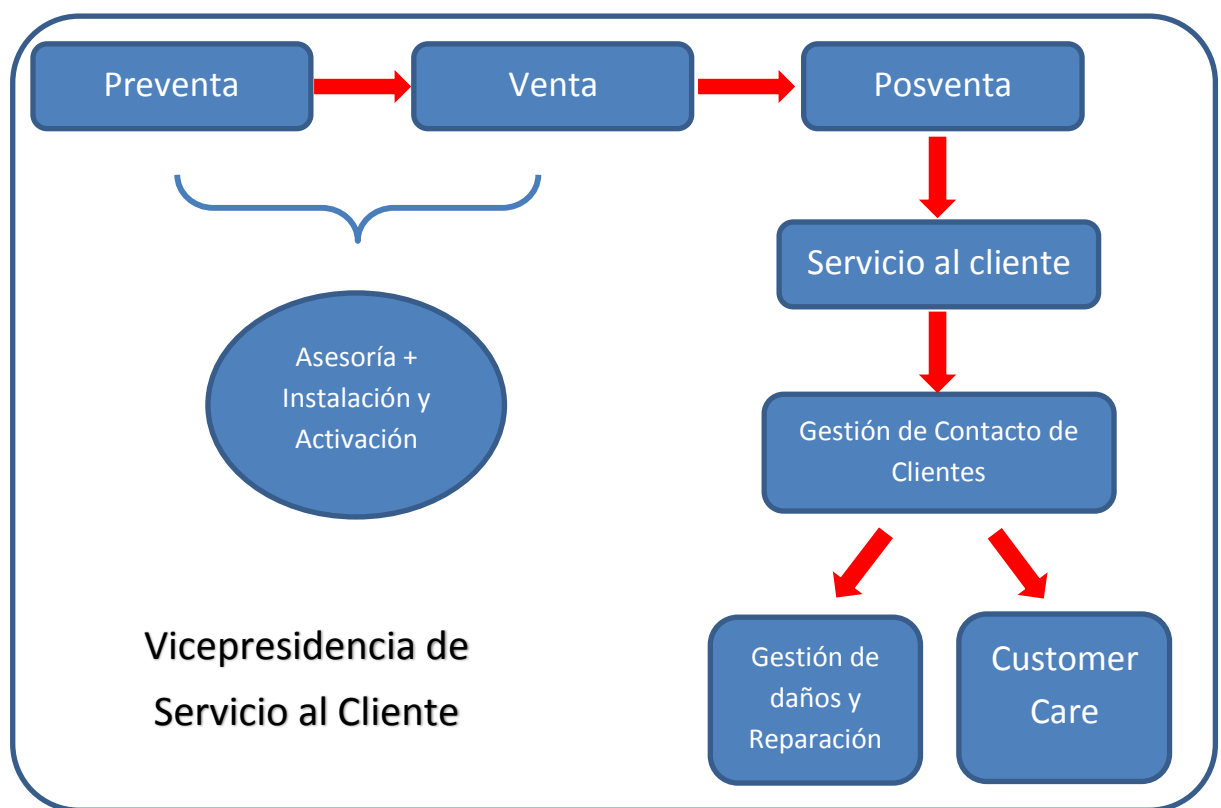 Preventa
Venta
Posventa
Servicio al cliente
Asesoría +
Instalación y
Activación
Gestión de Contacto de
Clientes
Vicepresidencia de
Servicio al Cliente
Gestión de
daños y
Reparación
Customer
Care